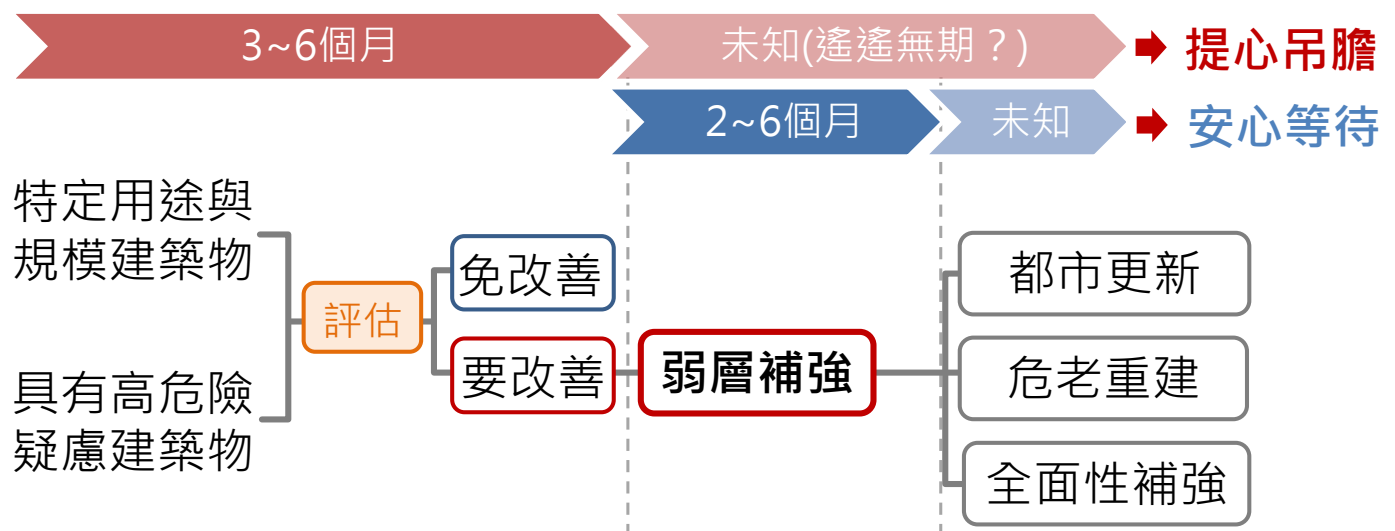 3~6個月
未知(遙遙無期？)
提心吊膽
2~6個月
未知
安心等待
特定用途與
規模建築物
具有高危險
疑慮建築物
評估
免改善
要改善
弱層補強
都市更新
危老重建
全面性補強